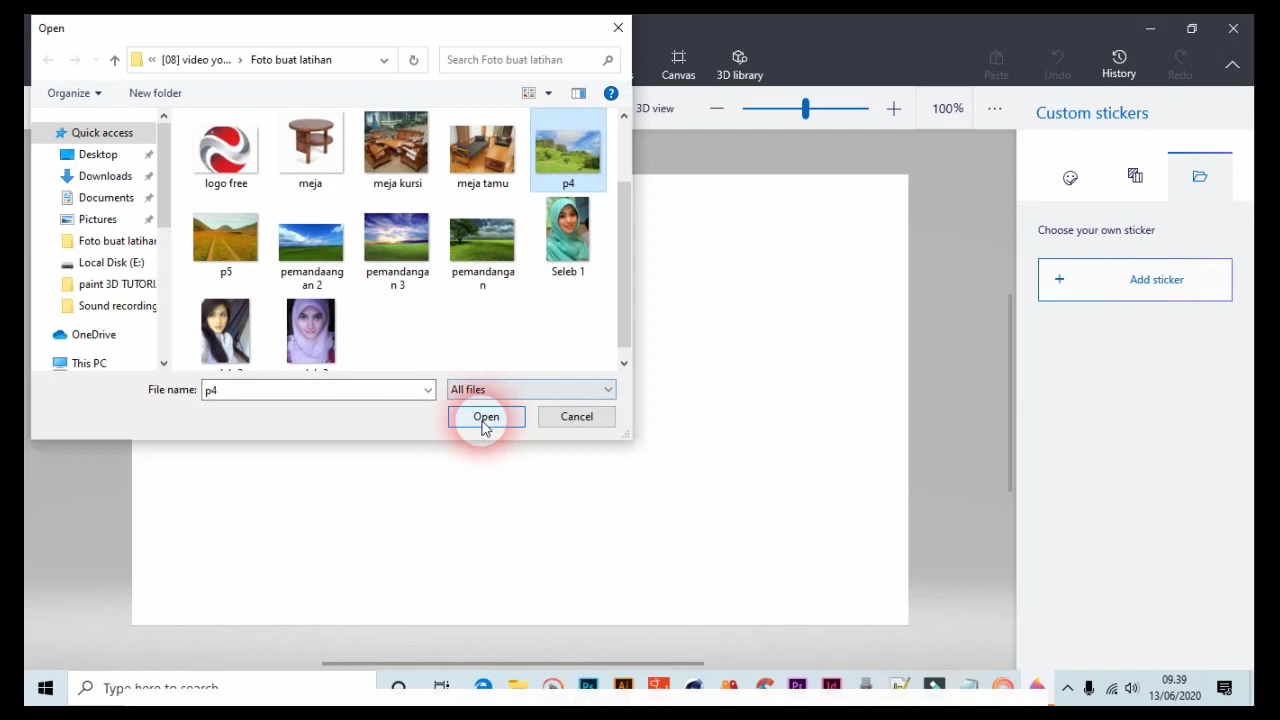 Open
[08] video yo... > Foto buat latihan
Search Foto buat latihan
Organize
New folder
Quick access
Desktop
Downloads
Documents
Pictures
Foto buat latihan
Local Disk (E:)
paint 3D TUTORI
Sound recording
OneDrive
This PC
logo free
meja
meja kursi
meja tamu
p4
p5
pemandaang
an 2
pemandanga
n 3
pemandanga
n
Seleb 1
File name:
p4
All files
Open
Cancel
Canvas
3D library
Paste
Undo
History
Redo
3D view
100%
Custom stickers
Choose your own sticker
Add sticker
Type here to search
09.39
13/06/2020